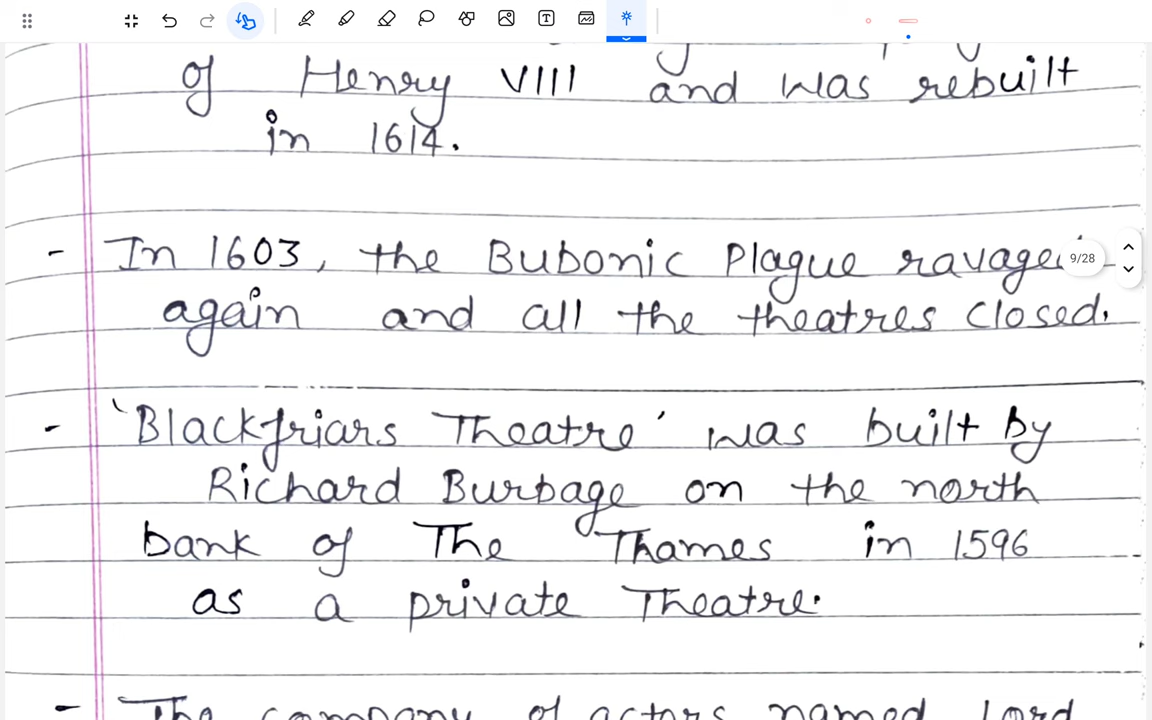 of Henry VIII and was rebuilt
in 1614.
- In 1603, the Bubonic Plague
9/28
again and all the theatres closed.
- 'Blackfriars Theatre' was built by
Richard Burbage on the north
bank of The Thames in 1596
as a private Theatre.
- The company of actors named Lord